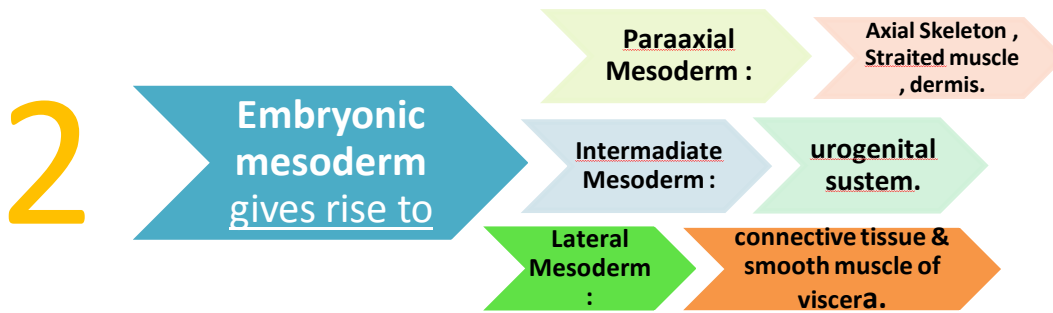 2
Embryonic
mesoderm
gives rise to
Paraaxial
Mesoderm :
Axial Skeleton ,
Straited muscle
, dermis.
Intermadiate
Mesoderm :
urogenital
sustem.
Lateral
Mesoderm
:
connective tissue &
smooth muscle of
viscera.